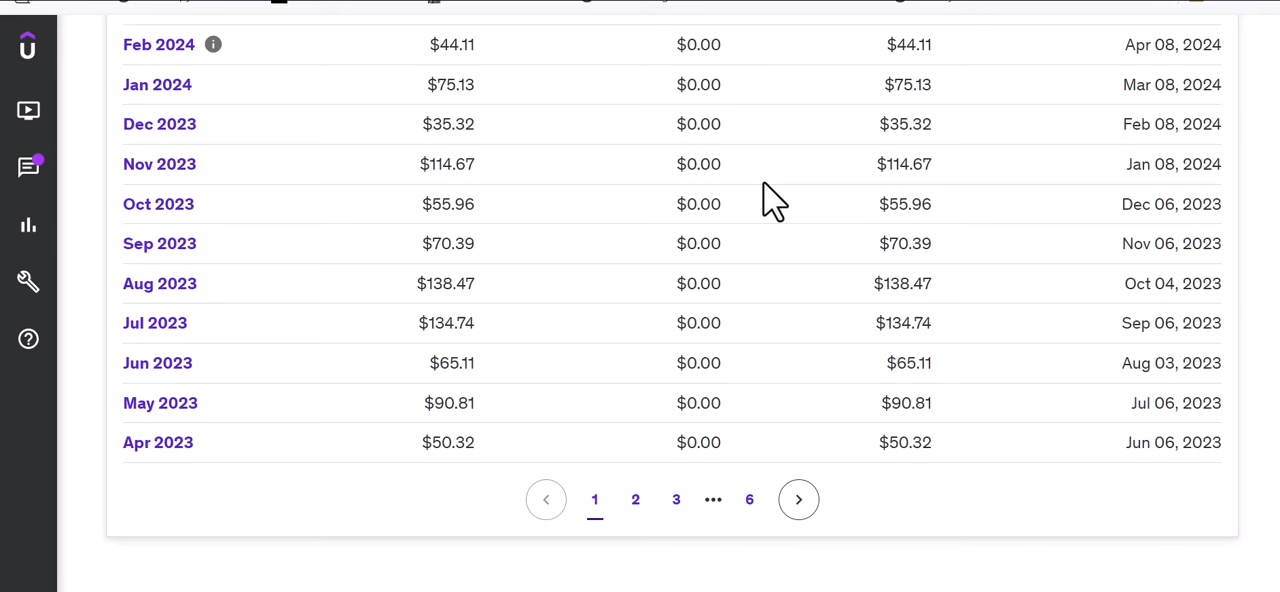 Feb 2024 $44.11 $0.00 $44.11 Apr 08, 2024
Jan 2024 $75.13 $0.00 $75.13 Mar 08, 2024
Dec 2023 $35.32 $0.00 $35.32 Feb 08, 2024
Nov 2023 $114.67 $0.00 $114.67 Jan 08, 2024
Oct 2023 $55.96 $0.00 $55.96 Dec 06, 2023
Sep 2023 $70.39 $0.00 $70.39 Nov 06, 2023
Aug 2023 $138.47 $0.00 $138.47 Oct 04, 2023
Jul 2023 $134.74 $0.00 $134.74 Sep 06, 2023
Jun 2023 $65.11 $0.00 $65.11 Aug 03, 2023
May 2023 $90.81 $0.00 $90.81 Jul 06, 2023
Apr 2023 $50.32 $0.00 $50.32 Jun 06, 2023
1 2 3 ••• 6